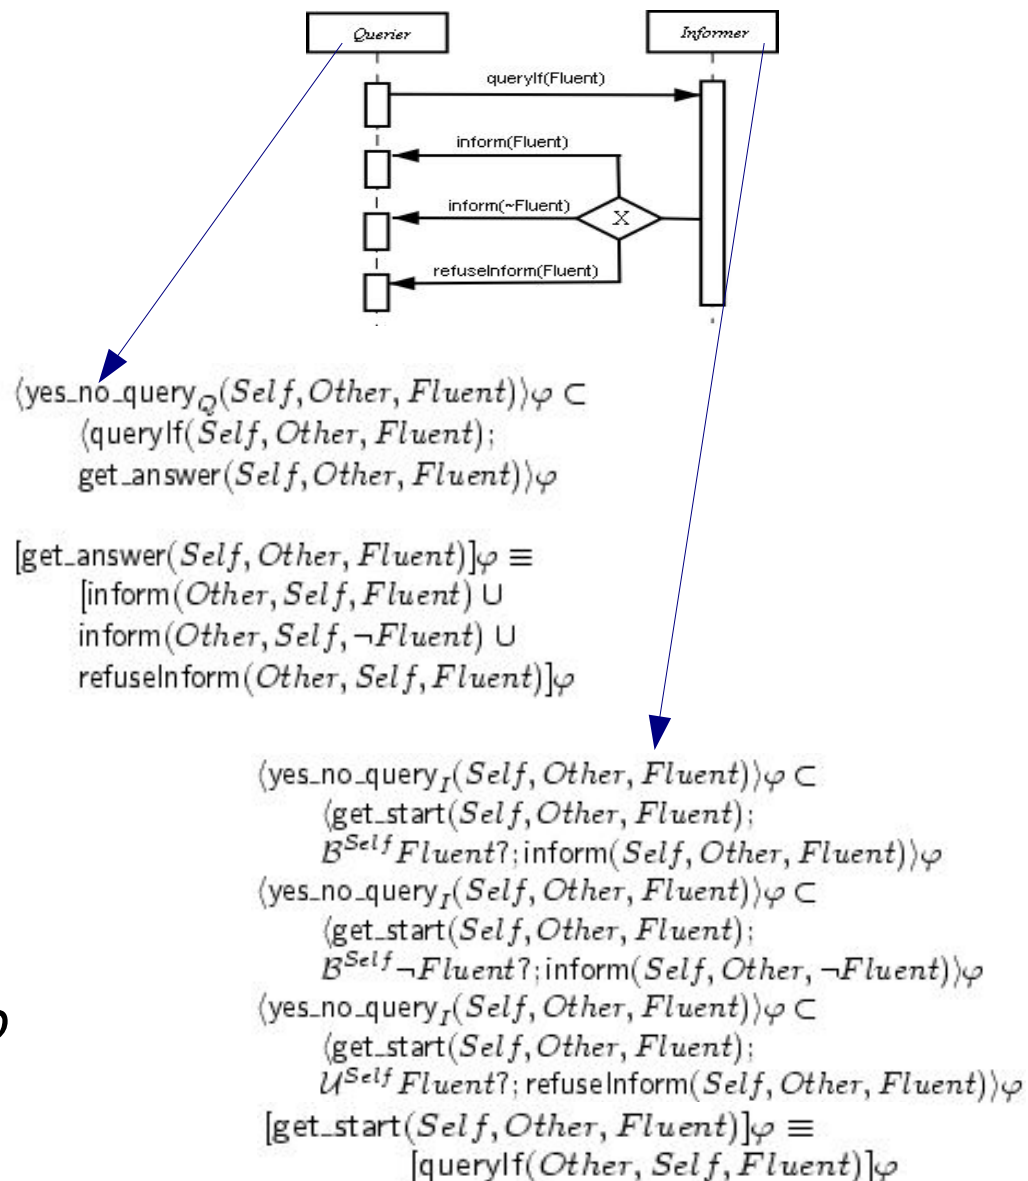 Querier
Informer
queryIf(Fluent)
inform(Fluent)
inform(~Fluent)
X
refuseInform(Fluent)
⟨yes_no_query_Q(Self, Other, Fluent)⟩φ ⊂
⟨queryIf(Self, Other, Fluent);
get_answer(Self, Other, Fluent)⟩φ
[get_answer(Self, Other, Fluent)]φ ≡
[inform(Other, Self, Fluent) ∪
inform(Other, Self, ¬Fluent) ∪
refuseInform(Other, Self, Fluent)]φ
⟨yes_no_query_I(Self, Other, Fluent)⟩φ ⊂
⟨get_start(Self, Other, Fluent);
B^Self Fluent?; inform(Self, Other, Fluent)⟩φ
⟨yes_no_query_I(Self, Other, Fluent)⟩φ ⊂
⟨get_start(Self, Other, Fluent);
B^Self ¬Fluent?; inform(Self, Other, ¬Fluent)⟩φ
⟨yes_no_query_I(Self, Other, Fluent)⟩φ ⊂
⟨get_start(Self, Other, Fluent);
U^Self Fluent?; refuseInform(Self, Other, Fluent)⟩φ
[get_start(Self, Other, Fluent)]φ ≡
[queryIf(Other, Self, Fluent)]φ